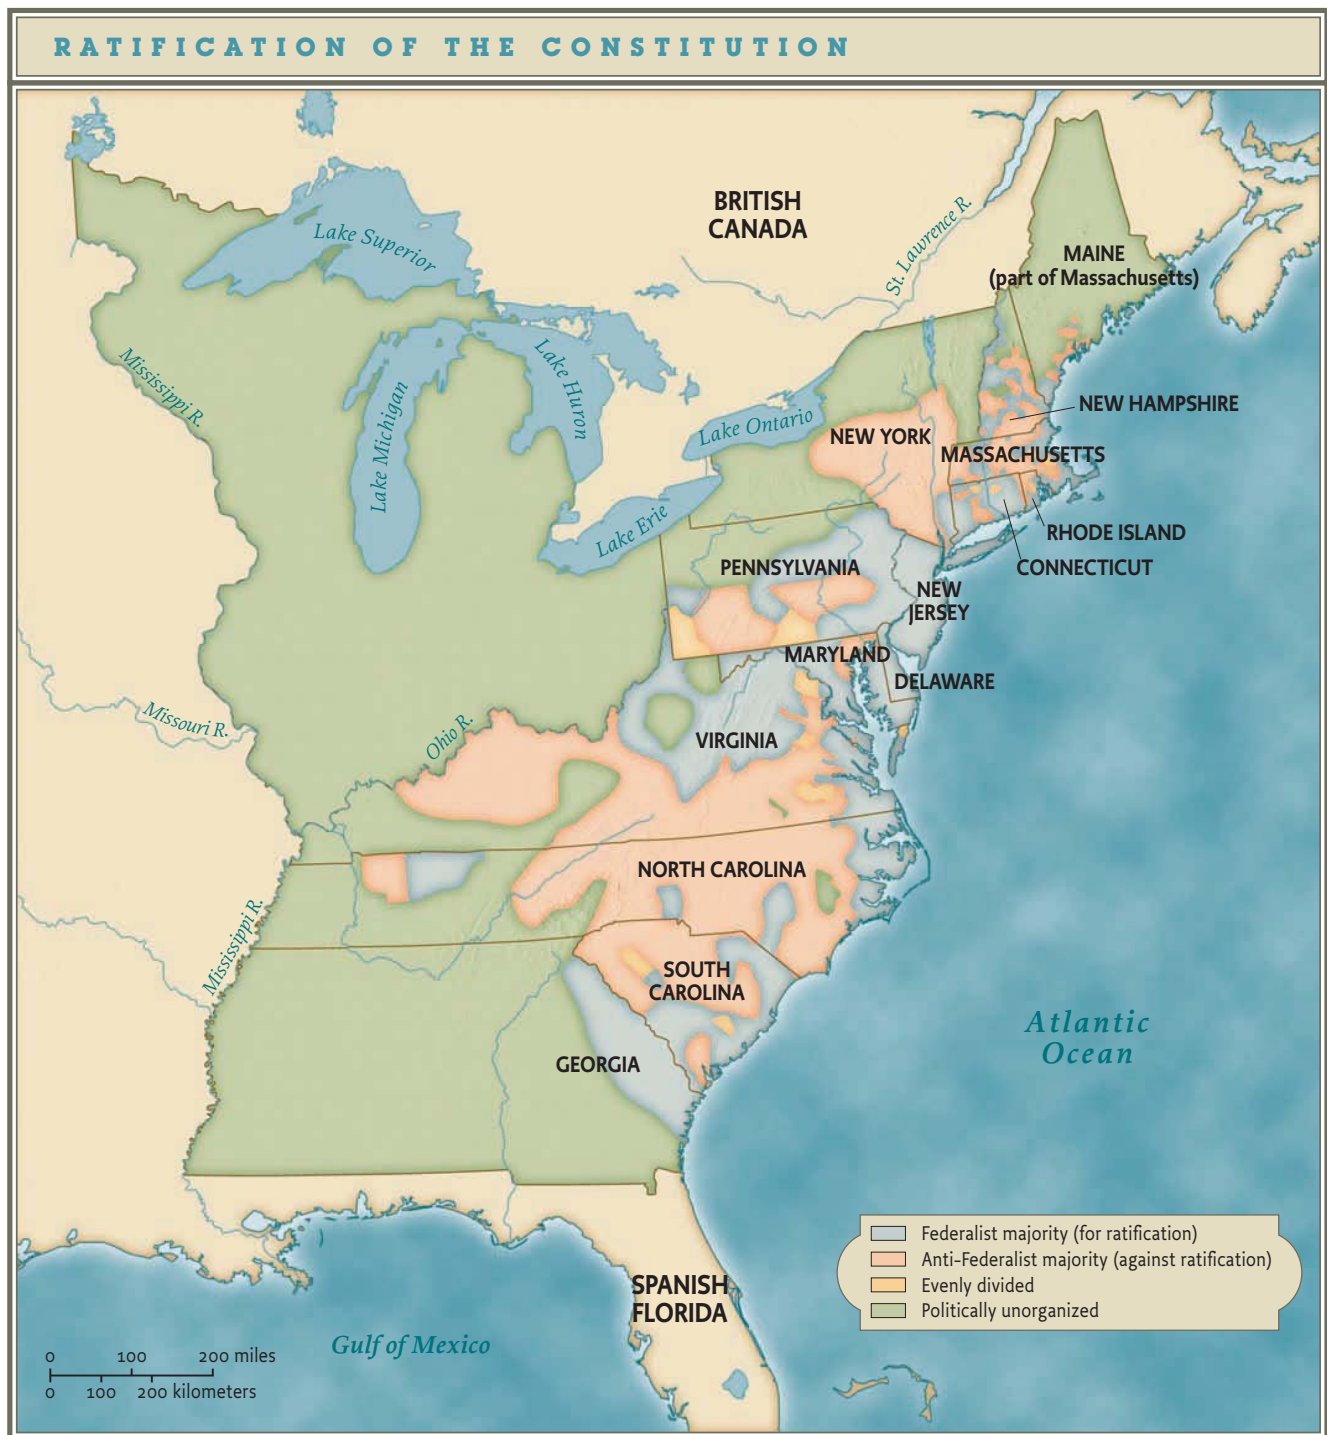 RATIFICATION OF THE CONSTITUTION
BRITISH
CANADA
St. Lawrence R.
Lake Superior
MAINE
(part of Massachusetts)
Mississippi R.
Lake Michigan
Lake Huron
Lake Ontario
NEW YORK
NEW HAMPSHIRE
MASSACHUSETTS
Lake Erie
RHODE ISLAND
CONNECTICUT
PENNSYLVANIA
NEW
JERSEY
MARYLAND
DELAWARE
Missouri R.
Ohio R.
VIRGINIA
NORTH CAROLINA
Mississippi R.
SOUTH
CAROLINA
GEORGIA
Atlantic
Ocean
Federalist majority (for ratification)
Anti-Federalist majority (against ratification)
Evenly divided
Politically unorganized
SPANISH
FLORIDA
Gulf of Mexico
0 100 200 miles
0 100 200 kilometers